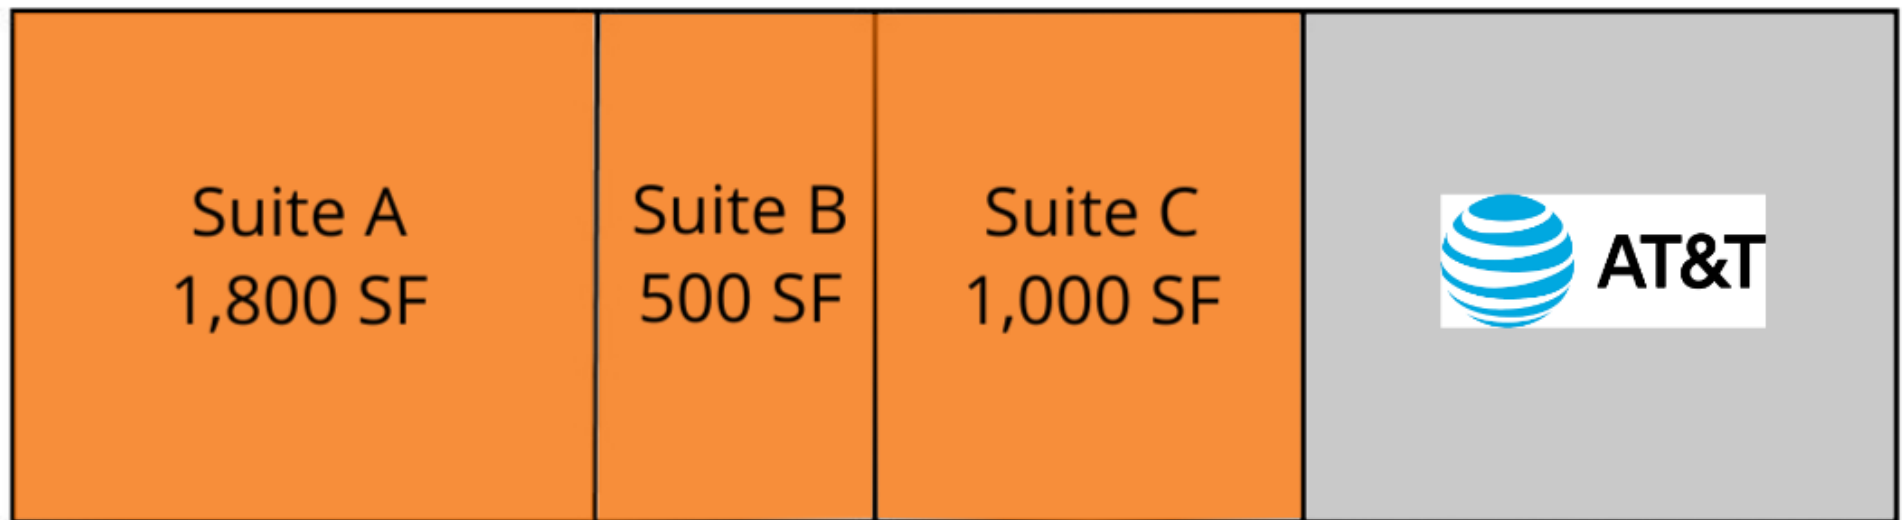 Suite A
1,800 SF
Suite B
500 SF
Suite C
1,000 SF
AT&T